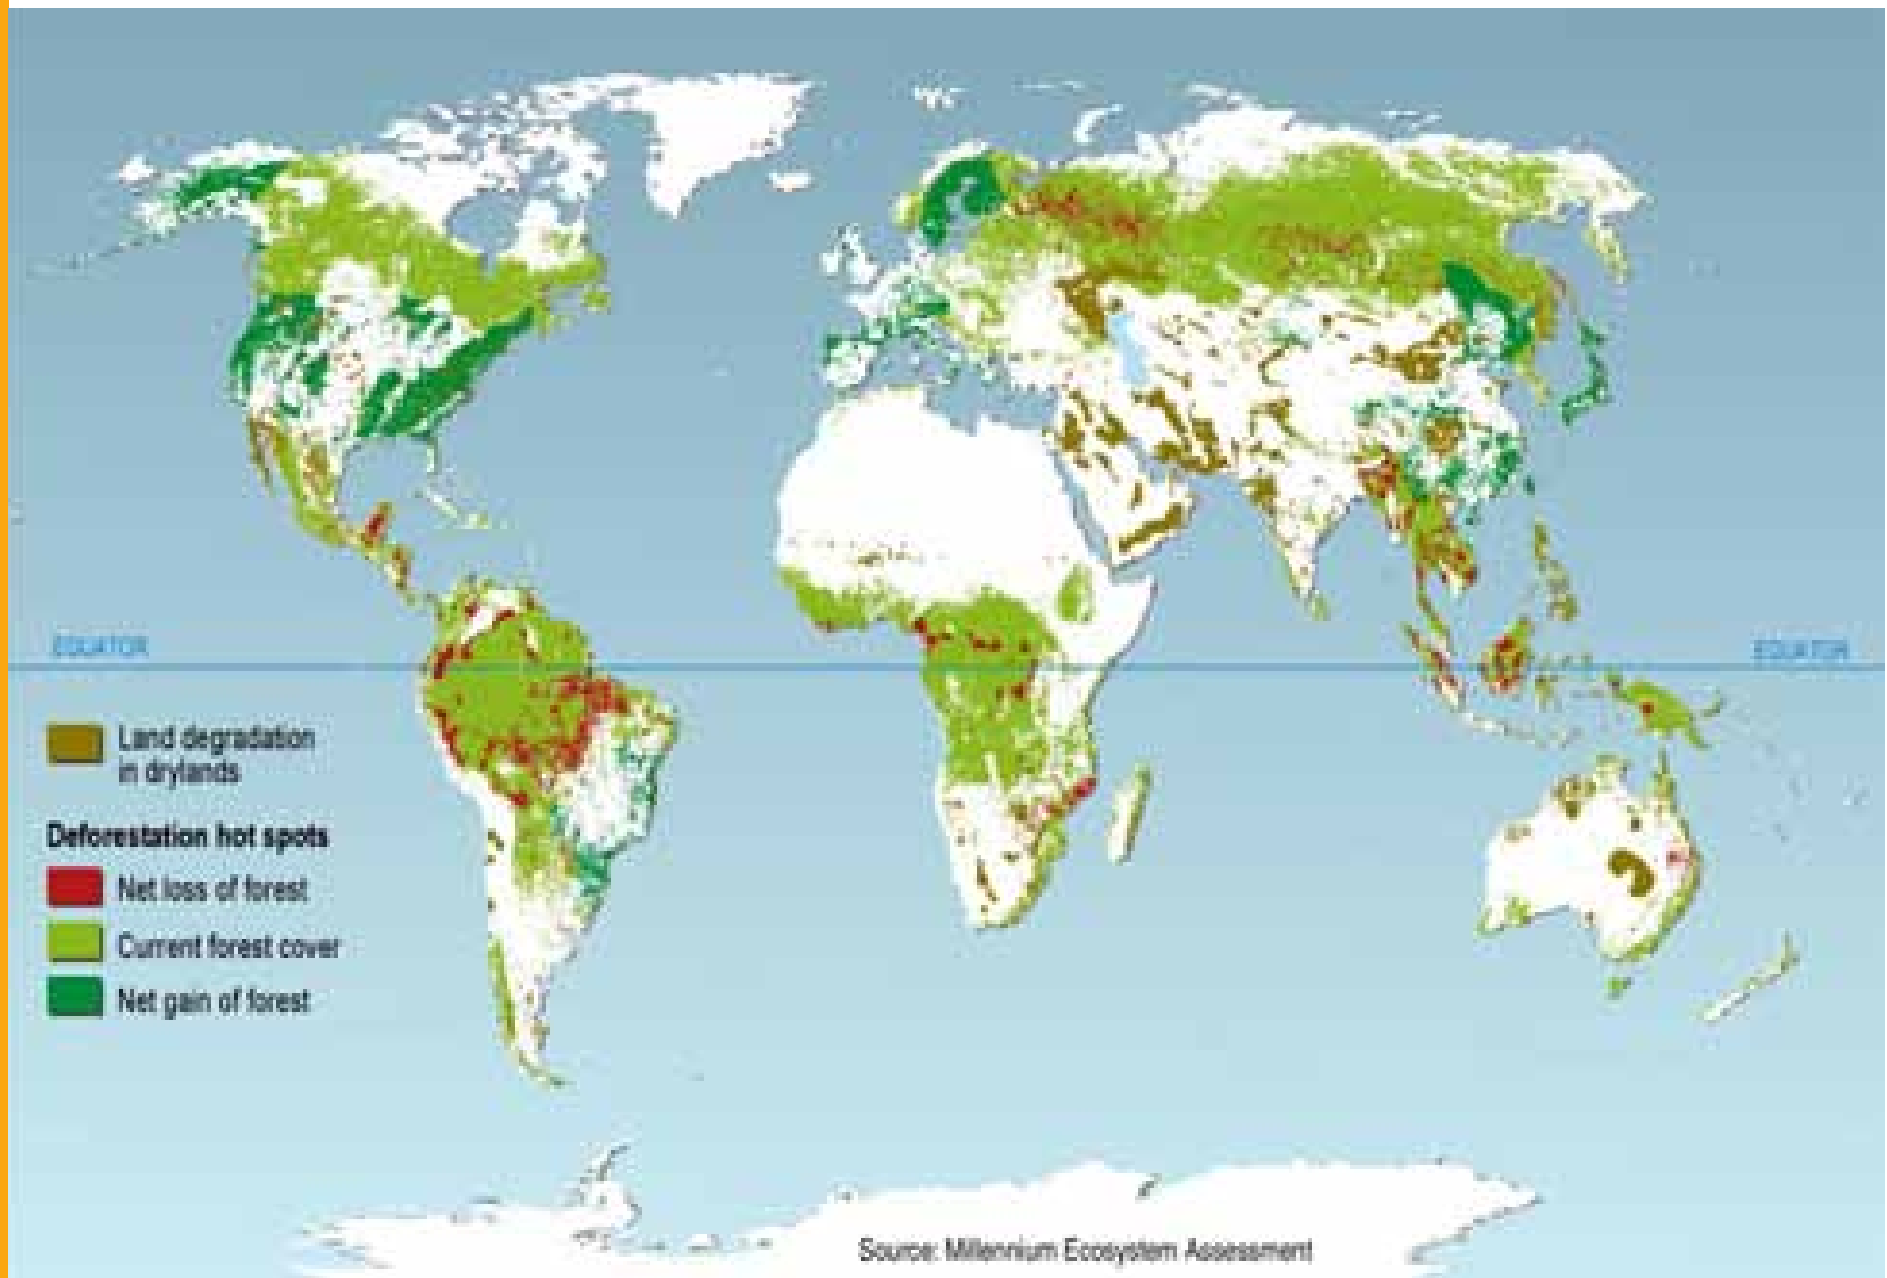 EQUATOR
EQUATOR
Land degradation
in drylands
Deforestation hot spots
Net loss of forest
Current forest cover
Net gain of forest
Source: Millennium Ecosystem Assessment